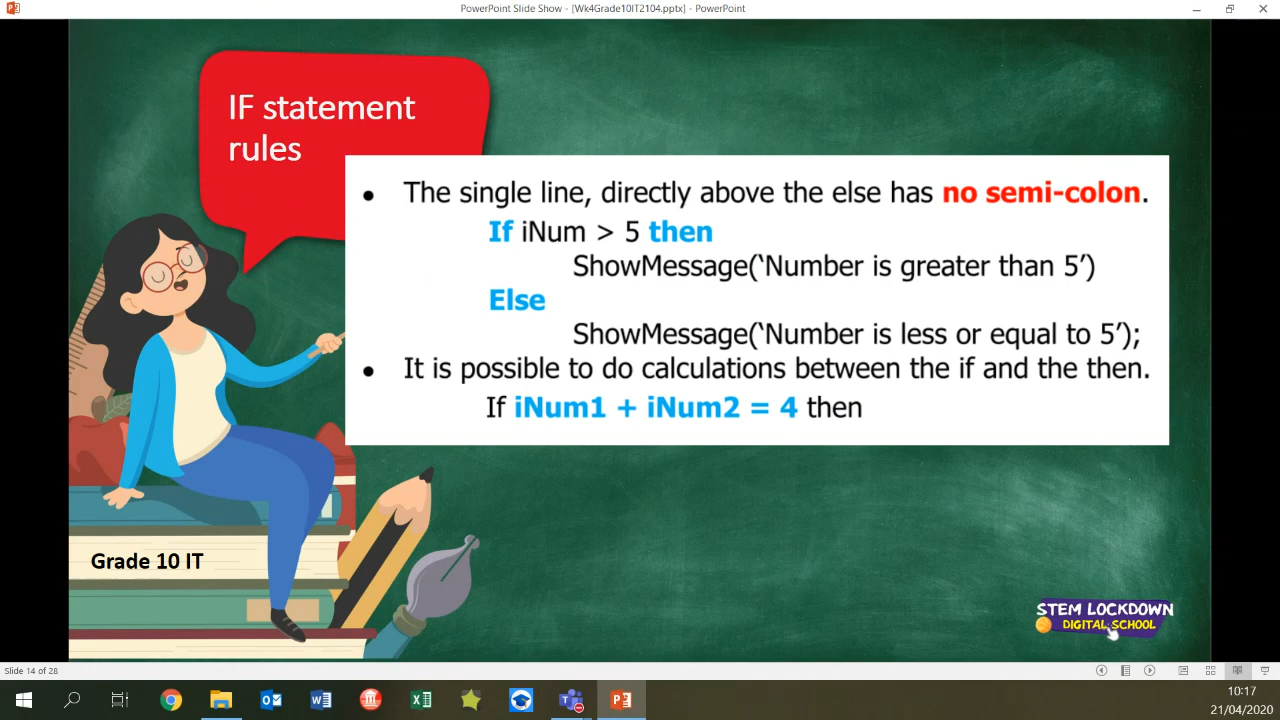 PowerPoint Slide Show - [Wk4Grade10IT2104.pptx] - PowerPoint
IF statement
rules
• The single line, directly above the else has no semi-colon.
If iNum > 5 then
ShowMessage(‘Number is greater than 5’)
Else
ShowMessage(‘Number is less or equal to 5’);
• It is possible to do calculations between the if and the then.
If iNum1 + iNum2 = 4 then
Grade 10 IT
STEM LOCKDOWN
DIGITAL SCHOOL
Slide 14 of 28
10:17
21/04/2020